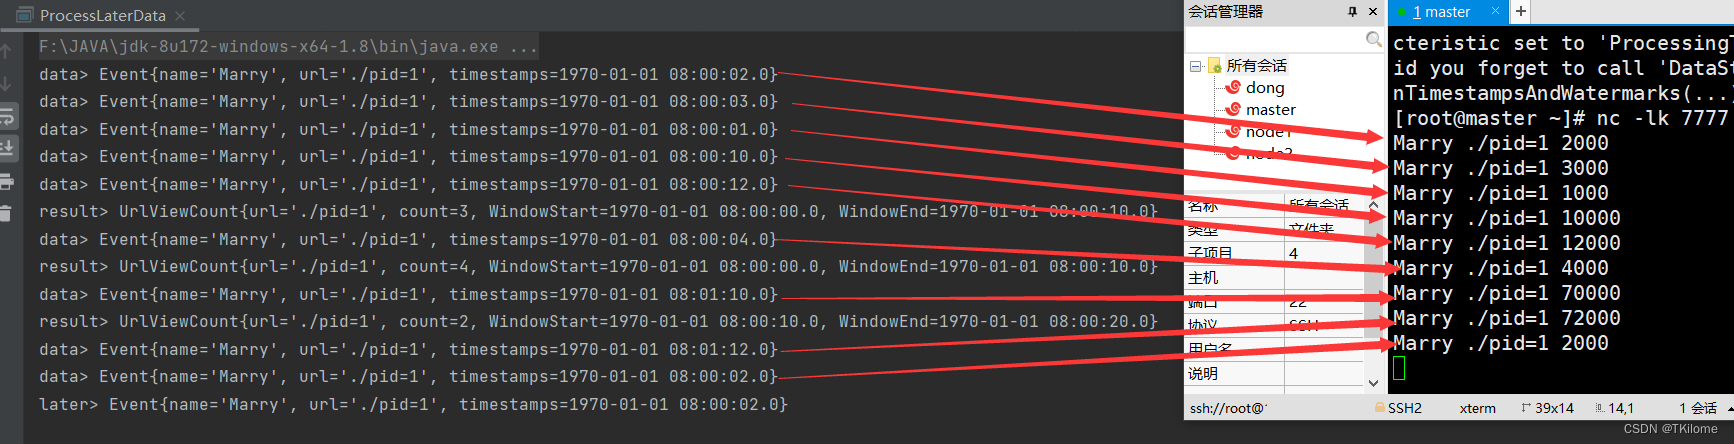 ProcessLaterData
F:\JAVA\jdk-8u172-windows-x64-1.8\bin\java.exe ...
data> Event{name='Marry', url='./pid=1', timestamps=1970-01-01 08:00:02.0}
data> Event{name='Marry', url='./pid=1', timestamps=1970-01-01 08:00:03.0}
data> Event{name='Marry', url='./pid=1', timestamps=1970-01-01 08:00:01.0}
data> Event{name='Marry', url='./pid=1', timestamps=1970-01-01 08:00:10.0}
data> Event{name='Marry', url='./pid=1', timestamps=1970-01-01 08:00:12.0}
result> UrlViewCount{url='./pid=1', count=3, WindowStart=1970-01-01 08:00:00.0, WindowEnd=1970-01-01 08:00:10.0}
data> Event{name='Marry', url='./pid=1', timestamps=1970-01-01 08:00:04.0}
result> UrlViewCount{url='./pid=1', count=4, WindowStart=1970-01-01 08:00:00.0, WindowEnd=1970-01-01 08:00:10.0}
data> Event{name='Marry', url='./pid=1', timestamps=1970-01-01 08:01:10.0}
result> UrlViewCount{url='./pid=1', count=2, WindowStart=1970-01-01 08:00:10.0, WindowEnd=1970-01-01 08:00:20.0}
data> Event{name='Marry', url='./pid=1', timestamps=1970-01-01 08:01:12.0}
data> Event{name='Marry', url='./pid=1', timestamps=1970-01-01 08:00:02.0}
later> Event{name='Marry', url='./pid=1', timestamps=1970-01-01 08:00:02.0}
会话管理器
所有会话
dong
master
node1
node2
名称 所有会话
类型 文件夹
子项目 4
主机
端口 22
协议 SSH
用户名
说明
1 master
cteristic set to 'Processing
id you forget to call 'DataSt
nTimestampsAndWatermarks(...)
[root@master ~]# nc -lk 7777
Marry ./pid=1 2000
Marry ./pid=1 3000
Marry ./pid=1 1000
Marry ./pid=1 10000
Marry ./pid=1 12000
Marry ./pid=1 4000
Marry ./pid=1 70000
Marry ./pid=1 72000
Marry ./pid=1 2000
ssh://root@ SSH2 xterm 39x14 14,1 1 会话
CSDN @TKilome